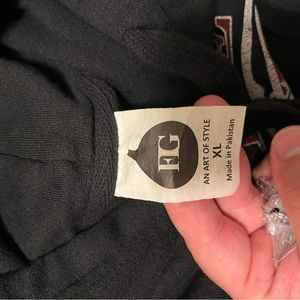 EG
AN ART OF STYLE
XL
Made in Pakistan